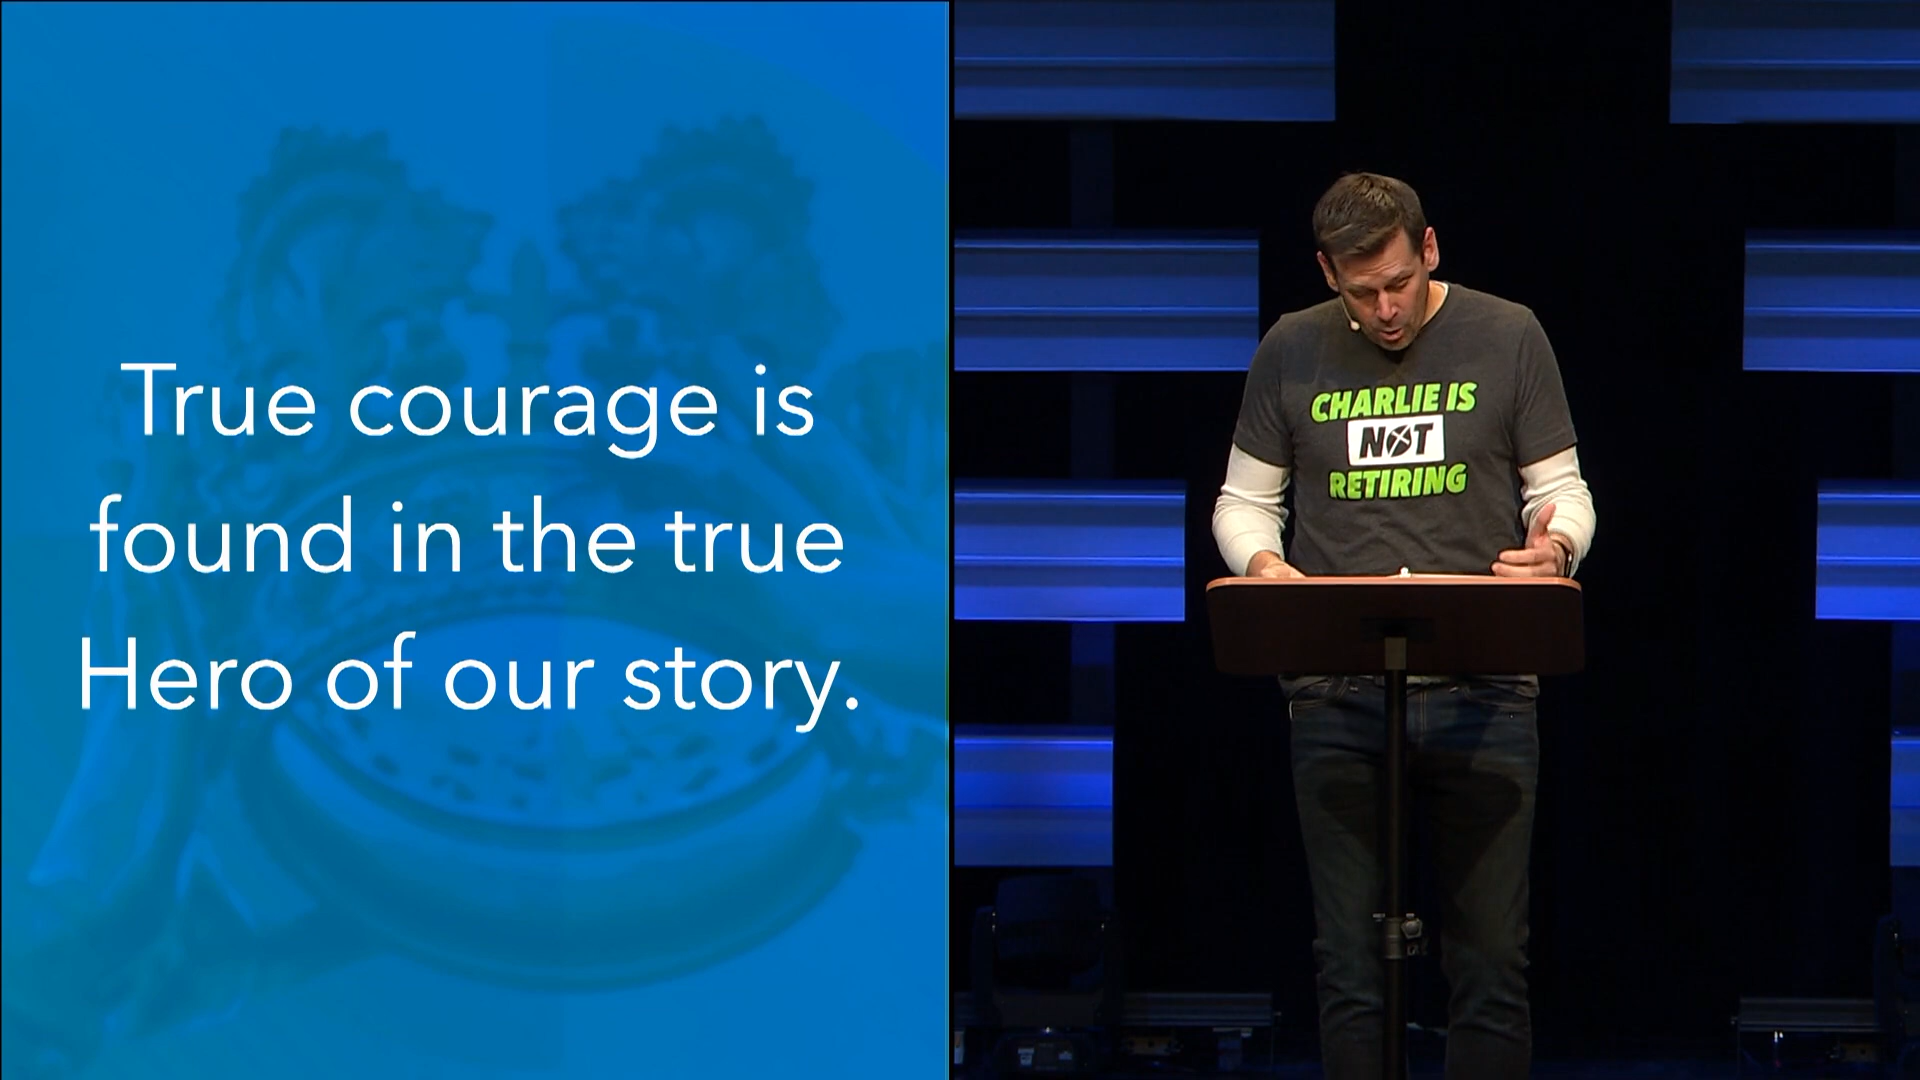 True courage is
found in the true
Hero of our story.
CHARLIE IS
NOT
RETIRING